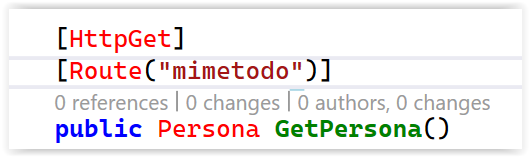 [HttpGet]
[Route("mimetodo")]
0 references | 0 changes | 0 authors, 0 changes
public Persona GetPersona()